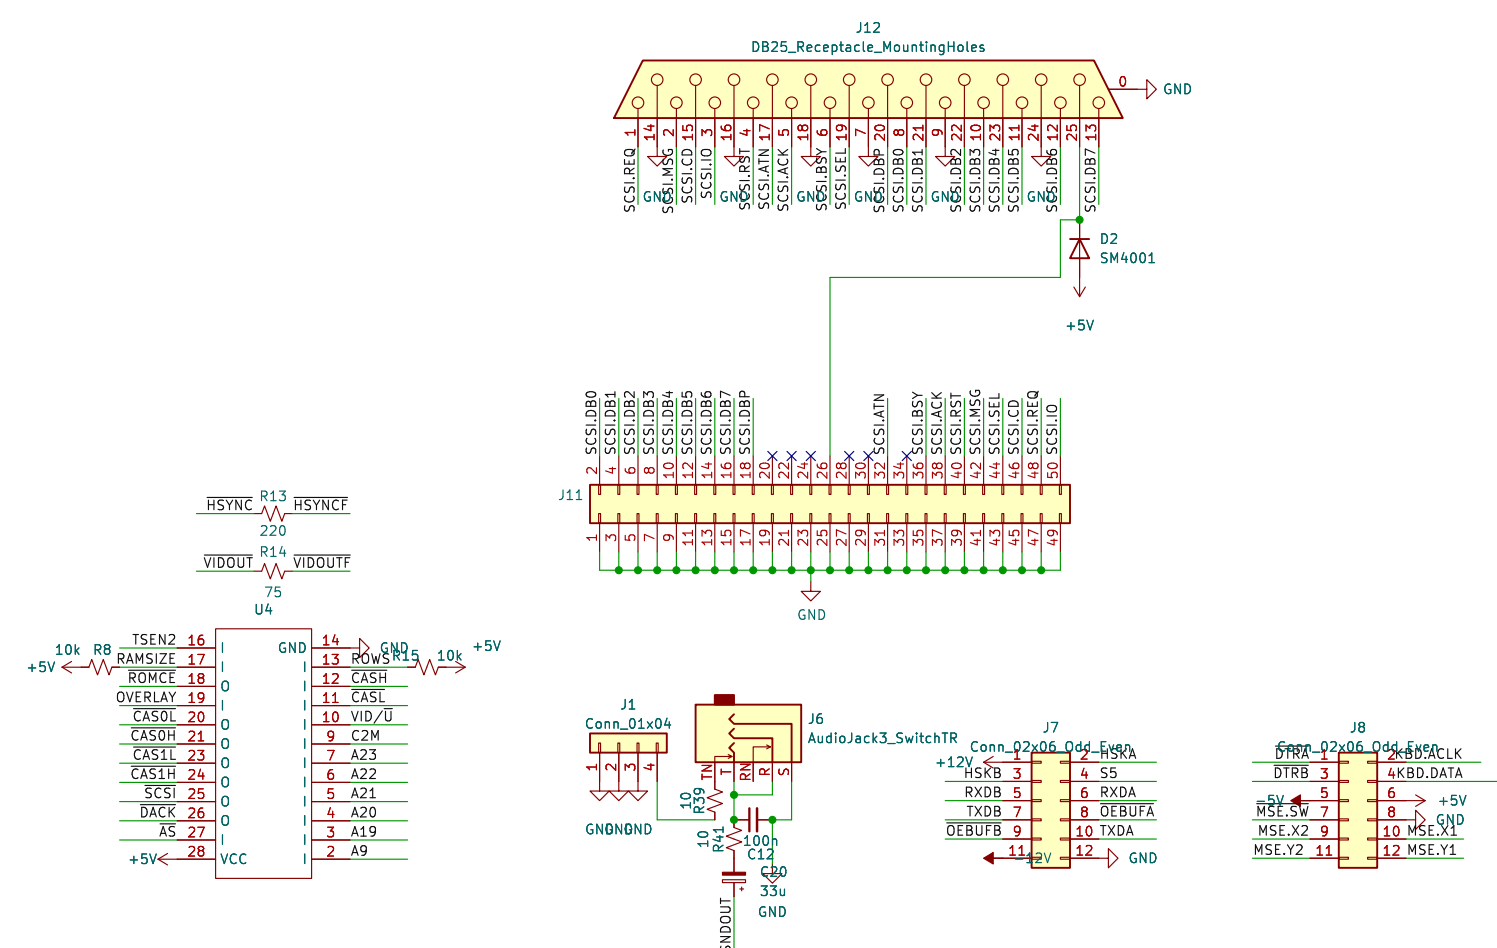 J12
DB25_Receptacle_MountingHoles
0
GND
1 14 2 15 3 16 4 17 5 18 6 19 7 20 8 21 9 22 10 23 11 24 12 25 13
SCSI.REQ
SCSI.MSG
SCSI.CD
SCSI.IO
SCSI.RST
SCSI.ATN
SCSI.ACK
SCSI.BSY
SCSI.SEL
SCSI.DBP
SCSI.DB0
SCSI.DB1
SCSI.DB2
SCSI.DB3
SCSI.DB4
SCSI.DB5
SCSI.DB6
SCSI.DB7
GND GND GND GND GND GND
D2
SM4001
+5V
SCSI.DB0
SCSI.DB1
SCSI.DB2
SCSI.DB3
SCSI.DB4
SCSI.DB5
SCSI.DB6
SCSI.DB7
SCSI.DBP
SCSI.ATN
SCSI.BSY
SCSI.ACK
SCSI.RST
SCSI.MSG
SCSI.SEL
SCSI.CD
SCSI.REQ
SCSI.IO
2 4 6 8 10 12 14 16 18 20 22 24 26 28 30 32 34 36 38 40 42 44 46 48 50
J11
1 3 5 7 9 11 13 15 17 19 21 23 25 27 29 31 33 35 37 39 41 43 45 47 49
GND
HSYNC R13 HSYNCF
220
VIDOUT R14 VIDOUTF
75
U4
TSEN2 16 I GND 14 GND
+5V 10k R8 RAMSIZE 17 I I 13 ROWS R15 10k +5V
ROMCE 18 O I 12 CASH
OVERLAY 19 I I 11 CASL
CAS0L 20 O I 10 VID/U
CAS0H 21 O I 9 C2M
CAS1L 23 O I 7 A23
CAS1H 24 O I 6 A22
SCSI 25 O I 5 A21
DACK 26 O I 4 A20
AS 27 I I 3 A19
+5V 28 VCC I 2 A9
J1
Conn_01x04
1 2 3 4
GND GND GND
J6
AudioJack3_SwitchTR
TN T RN R S
10
R39
10
R41
100n
C12
C20
33u
GND
SNDOUT
J7
Conn_02x06_Odd_Even
+12V 1 2 HSKA
HSKB 3 4 S5
RXDB 5 6 RXDA
TXDB 7 8 OEBUFA
OEBUFB 9 10 TXDA
-12V 11 12 GND
J8
Conn_02x06_Odd_Even
DTRA 1 2 KBD.ACLK
DTRB 3 4 KBD.DATA
-5V 5 6 +5V
MSE.SW 7 8 GND
MSE.X2 9 10 MSE.X1
MSE.Y2 11 12 MSE.Y1